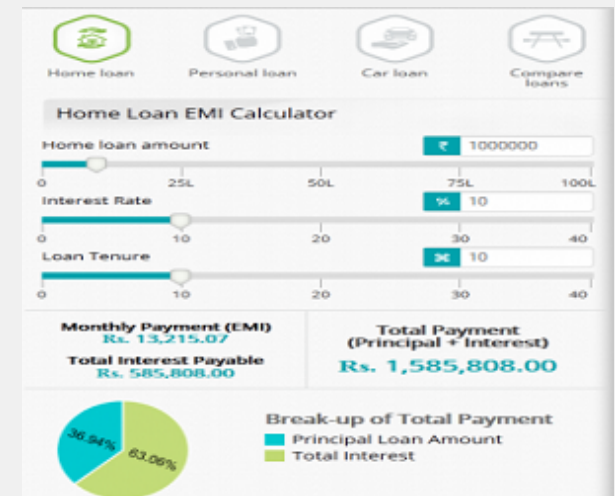 Home loan Personal loan Car loan Compare loans
Home Loan EMI Calculator
Home loan amount ₹ 1000000
0 25L 50L 75L 100L
Interest Rate % 10
0 10 20 30 40
Loan Tenure 10
0 10 20 30 40
Monthly Payment (EMI)
Rs. 13,215.07
Total Interest Payable
Rs. 585,808.00
Total Payment
(Principal + Interest)
Rs. 1,585,808.00
36.94%
63.06%
Break-up of Total Payment
Principal Loan Amount
Total Interest